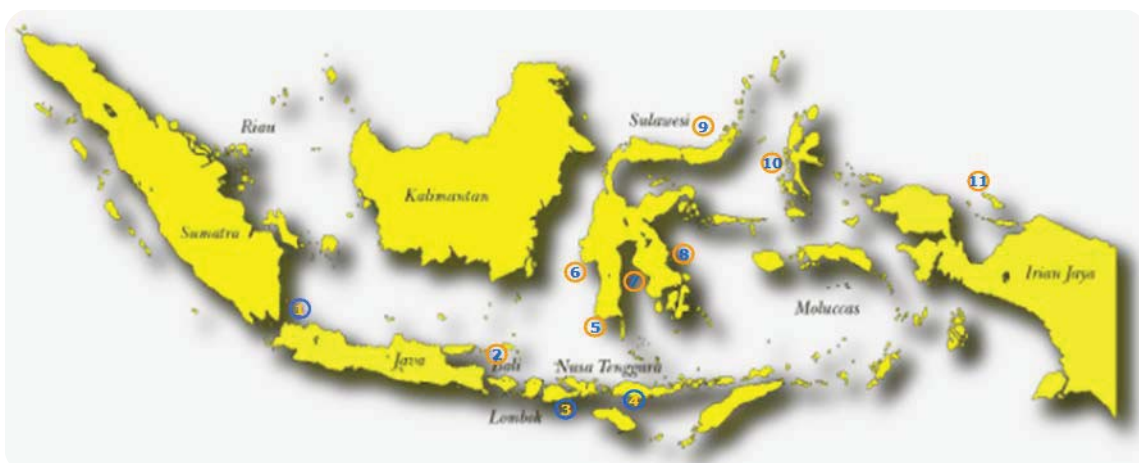 Sulawesi
9
Riau
10
11
Kalimantan
Sumatra
8
6
7
Irian Jaya
1
Moluccas
5
2
Java
Bali
Nusa Tenggara
4
3
Lombok